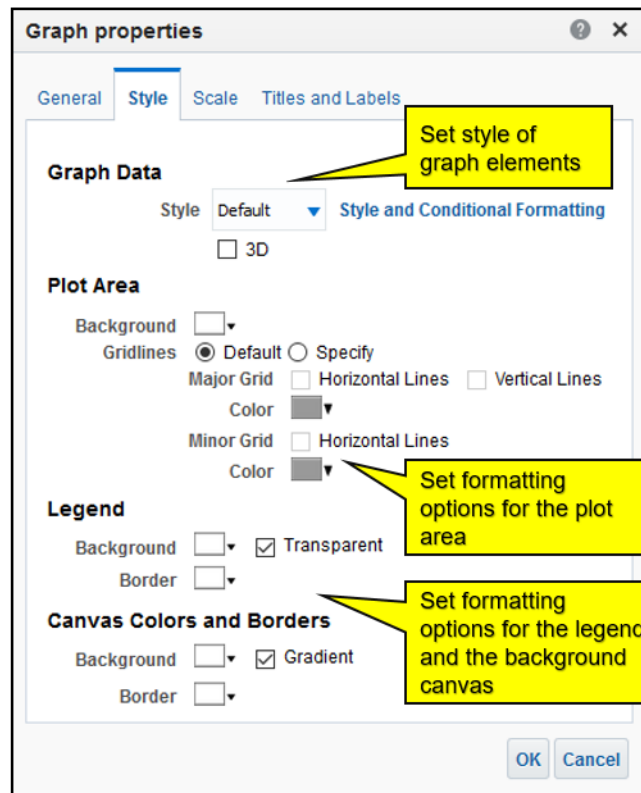 Graph properties ? ×
General Style Scale Titles and Labels
Set style of
graph elements
Graph Data
Style Default Style and Conditional Formatting
3D
Plot Area
Background
Gridlines Default Specify
Major Grid Horizontal Lines Vertical Lines
Color
Minor Grid Horizontal Lines
Color
Set formatting
options for the plot
area
Legend
Background Transparent
Border
Set formatting
options for the legend
and the background
canvas
Canvas Colors and Borders
Background Gradient
Border
OK Cancel